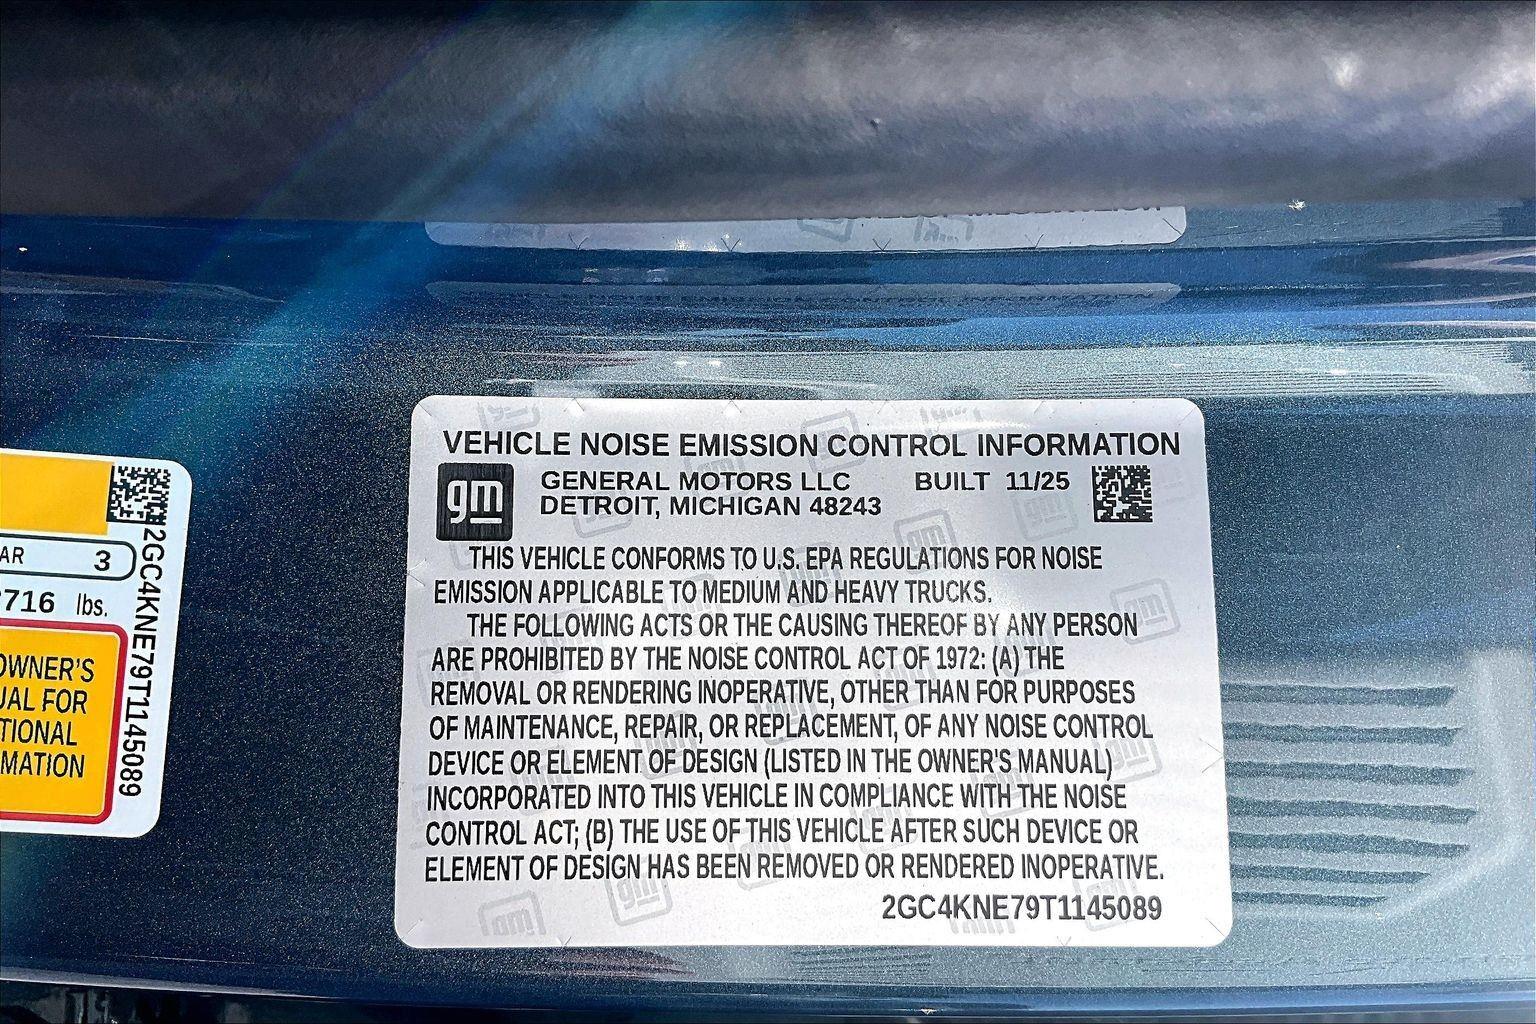 VEHICLE NOISE EMISSION CONTROL INFORMATION
gm
GENERAL MOTORS LLC BUILT 11/25
DETROIT, MICHIGAN 48243
THIS VEHICLE CONFORMS TO U.S. EPA REGULATIONS FOR NOISE
EMISSION APPLICABLE TO MEDIUM AND HEAVY TRUCKS.
THE FOLLOWING ACTS OR THE CAUSING THEREOF BY ANY PERSON
ARE PROHIBITED BY THE NOISE CONTROL ACT OF 1972: (A) THE
REMOVAL OR RENDERING INOPERATIVE, OTHER THAN FOR PURPOSES
OF MAINTENANCE, REPAIR, OR REPLACEMENT, OF ANY NOISE CONTROL
DEVICE OR ELEMENT OF DESIGN (LISTED IN THE OWNER'S MANUAL)
INCORPORATED INTO THIS VEHICLE IN COMPLIANCE WITH THE NOISE
CONTROL ACT; (B) THE USE OF THIS VEHICLE AFTER SUCH DEVICE OR
ELEMENT OF DESIGN HAS BEEN REMOVED OR RENDERED INOPERATIVE.
2GC4KNE79T1145089
AR 3
716 lbs.
OWNER'S
UAL FOR
TIONAL
MATION
2GC4KNE79T1145089